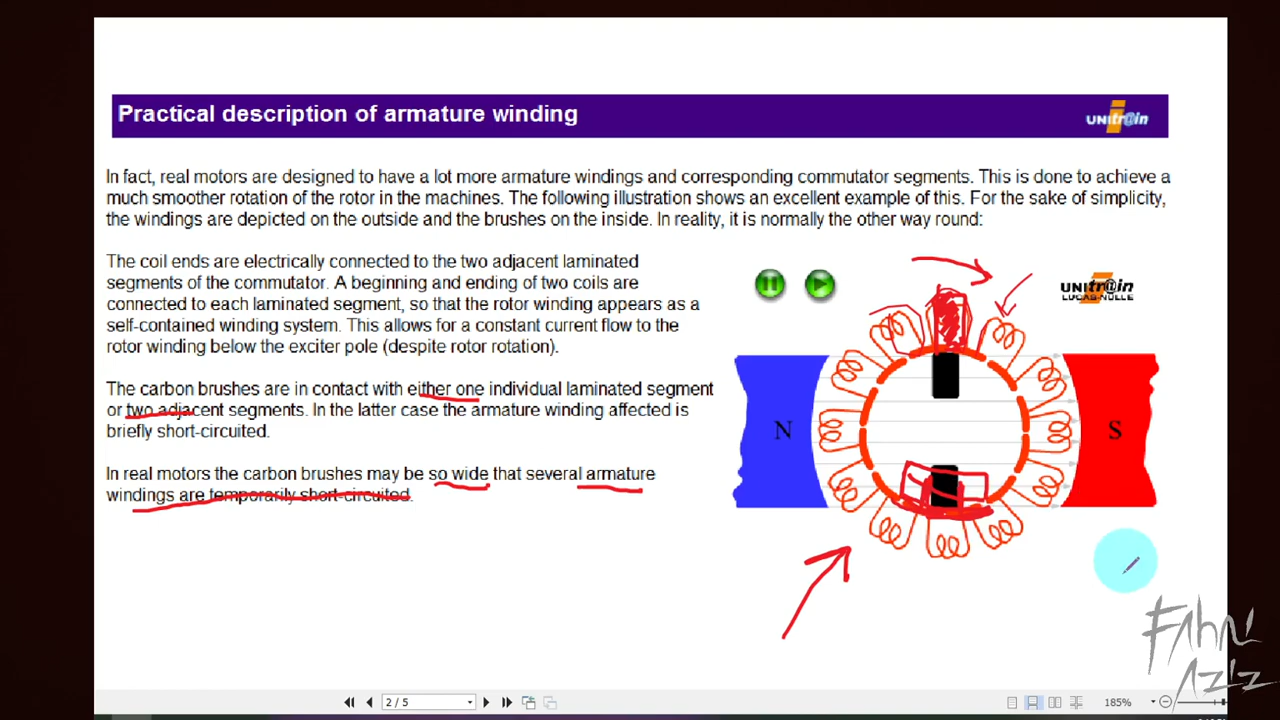 Practical description of armature winding
UNItr@in
In fact, real motors are designed to have a lot more armature windings and corresponding commutator segments. This is done to achieve a
much smoother rotation of the rotor in the machines. The following illustration shows an excellent example of this. For the sake of simplicity,
the windings are depicted on the outside and the brushes on the inside. In reality, it is normally the other way round:
The coil ends are electrically connected to the two adjacent laminated
segments of the commutator. A beginning and ending of two coils are
connected to each laminated segment, so that the rotor winding appears as a
self-contained winding system. This allows for a constant current flow to the
rotor winding below the exciter pole (despite rotor rotation).
The carbon brushes are in contact with either one individual laminated segment
or two adjacent segments. In the latter case the armature winding affected is
briefly short-circuited.
In real motors the carbon brushes may be so wide that several armature
windings are temporarily short-circuited.
UNItr@in
LUCAS-NÜLLE
N
S
FAhNI
AZIZ
2 / 5
185%